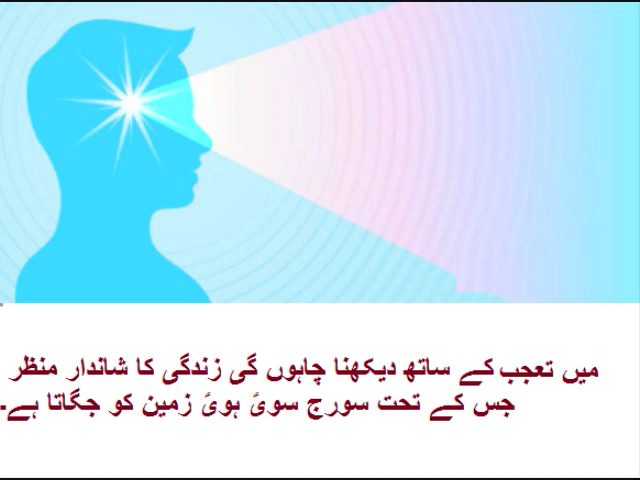 میں تعجب کے ساتھ دیکھنا چاہوں گی زندگی کا شاندار منظر
جس کے تحت سورج سوئ ہوئ زمین کو جگاتا ہے۔